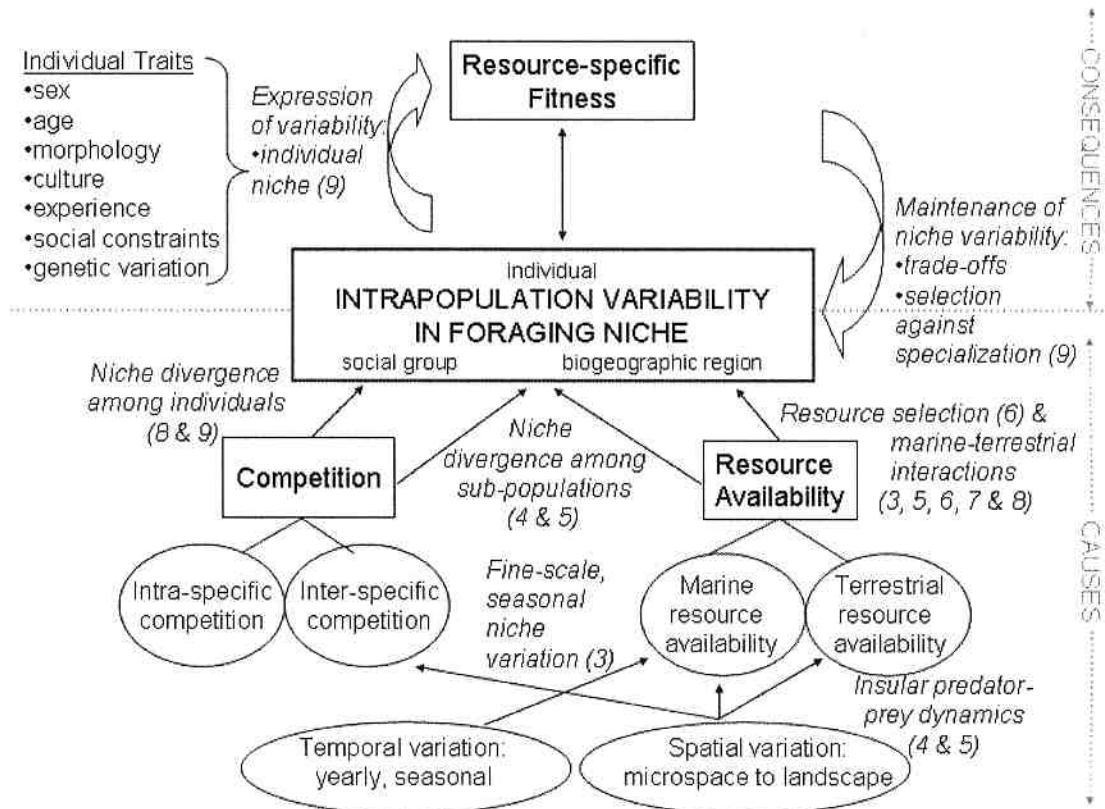 Individual Traits
•sex
•age
•morphology
•culture
•experience
•social constraints
•genetic variation
Expression
of variability:
•individual
niche (9)
Resource-specific
Fitness
CONSEQUENCES
Maintenance of
niche variability:
•trade-offs
•selection
against
specialization (9)
Individual
INTRAPOPULATION VARIABILITY
IN FORAGING NICHE
social group
biogeographic region
Niche divergence
among individuals
(8 & 9)
Competition
Niche
divergence among
sub-populations
(4 & 5)
Resource
Availability
Resource selection (6) &
marine-terrestrial
interactions
(3, 5, 6, 7 & 8)
CAUSES
Intra-specific
competition
Inter-specific
competition
Fine-scale,
seasonal
niche
variation (3)
Marine
resource
availability
Terrestrial
resource
availability
Insular predator-
prey dynamics
(4 & 5)
Temporal variation:
yearly, seasonal
Spatial variation:
microspace to landscape